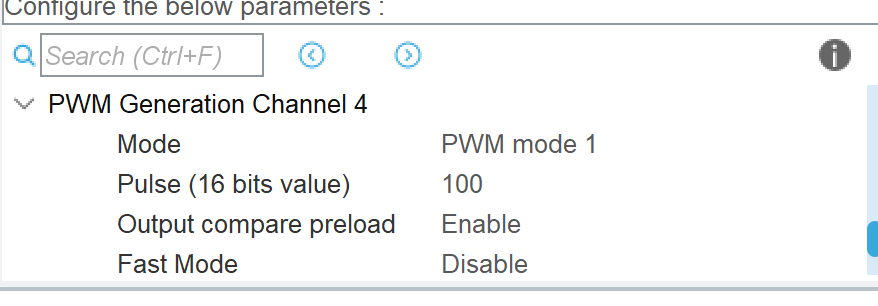 Configure the below parameters :
Search (Ctrl+F)
PWM Generation Channel 4
Mode PWM mode 1
Pulse (16 bits value) 100
Output compare preload Enable
Fast Mode Disable